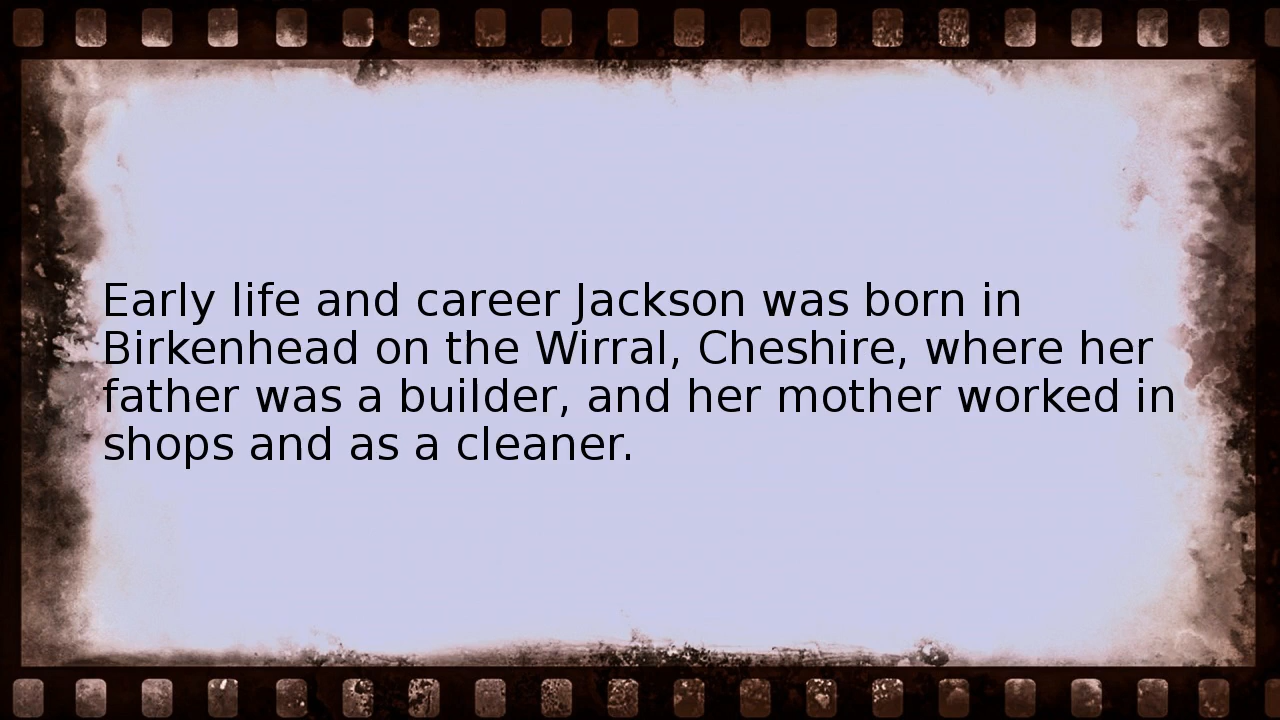 Early life and career Jackson was born in
Birkenhead on the Wirral, Cheshire, where her
father was a builder, and her mother worked in
shops and as a cleaner.